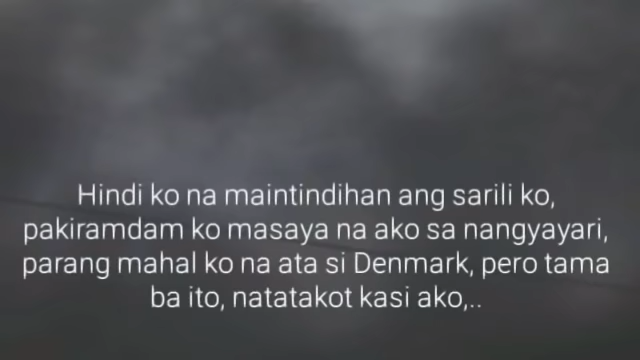 Hindi ko na maintindihan ang sarili ko,
pakiramdam ko masaya na ako sa nangyayari,
parang mahal ko na ata si Denmark, pero tama
ba ito, natatakot kasi ako,..